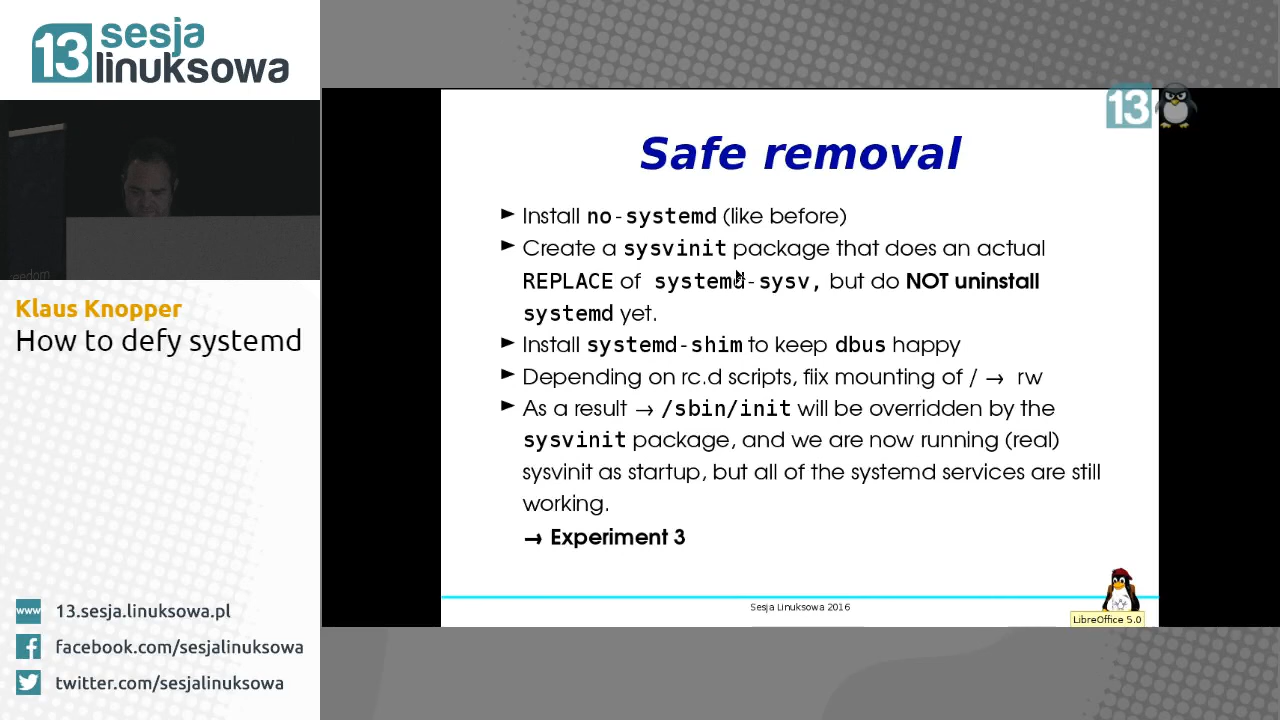 13 sesja
linuksowa
eedom
Klaus Knopper
How to defy systemd
www 13.sesja.linuksowa.pl
facebook.com/sesjalinuksowa
twitter.com/sesjalinuksowa
13
Safe removal
► Install no-systemd (like before)
► Create a sysvinit package that does an actual
REPLACE of systemd-sysv, but do NOT uninstall
systemd yet.
► Install systemd-shim to keep dbus happy
► Depending on rc.d scripts, fiix mounting of / → rw
► As a result → /sbin/init will be overridden by the
sysvinit package, and we are now running (real)
sysvinit as startup, but all of the systemd services are still
working.
→ Experiment 3
Sesja Linuksowa 2016
LibreOffice 5.0